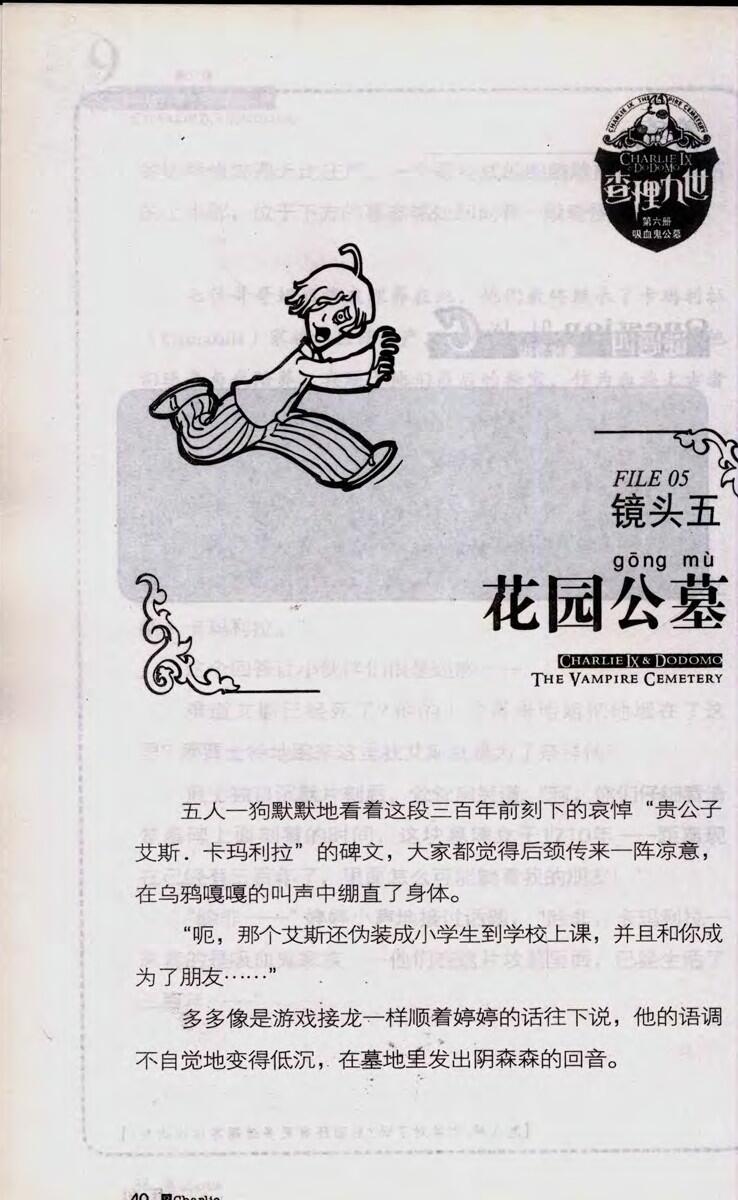 CHARLIE IX THE VAMPIRE CEMETERY
CHARLIE IX
& DODOMO
查理九世
第六册
吸血鬼公墓
FILE 05
镜头五
gōng mù
花园公墓
CHARLIE IX & DODOMO
THE VAMPIRE CEMETERY
五人一狗默默地看着这段三百年前刻下的哀悼“贵公子
艾斯．卡玛利拉”的碑文，大家都觉得后颈传来一阵凉意，
在乌鸦嘎嘎的叫声中绷直了身体。
“呃，那个艾斯还伪装成小学生到学校上课，并且和你成
为了朋友……”
多多像是游戏接龙一样顺着婷婷的话往下说，他的语调
不自觉地变得低沉，在墓地里发出阴森森的回音。
40 Charlie